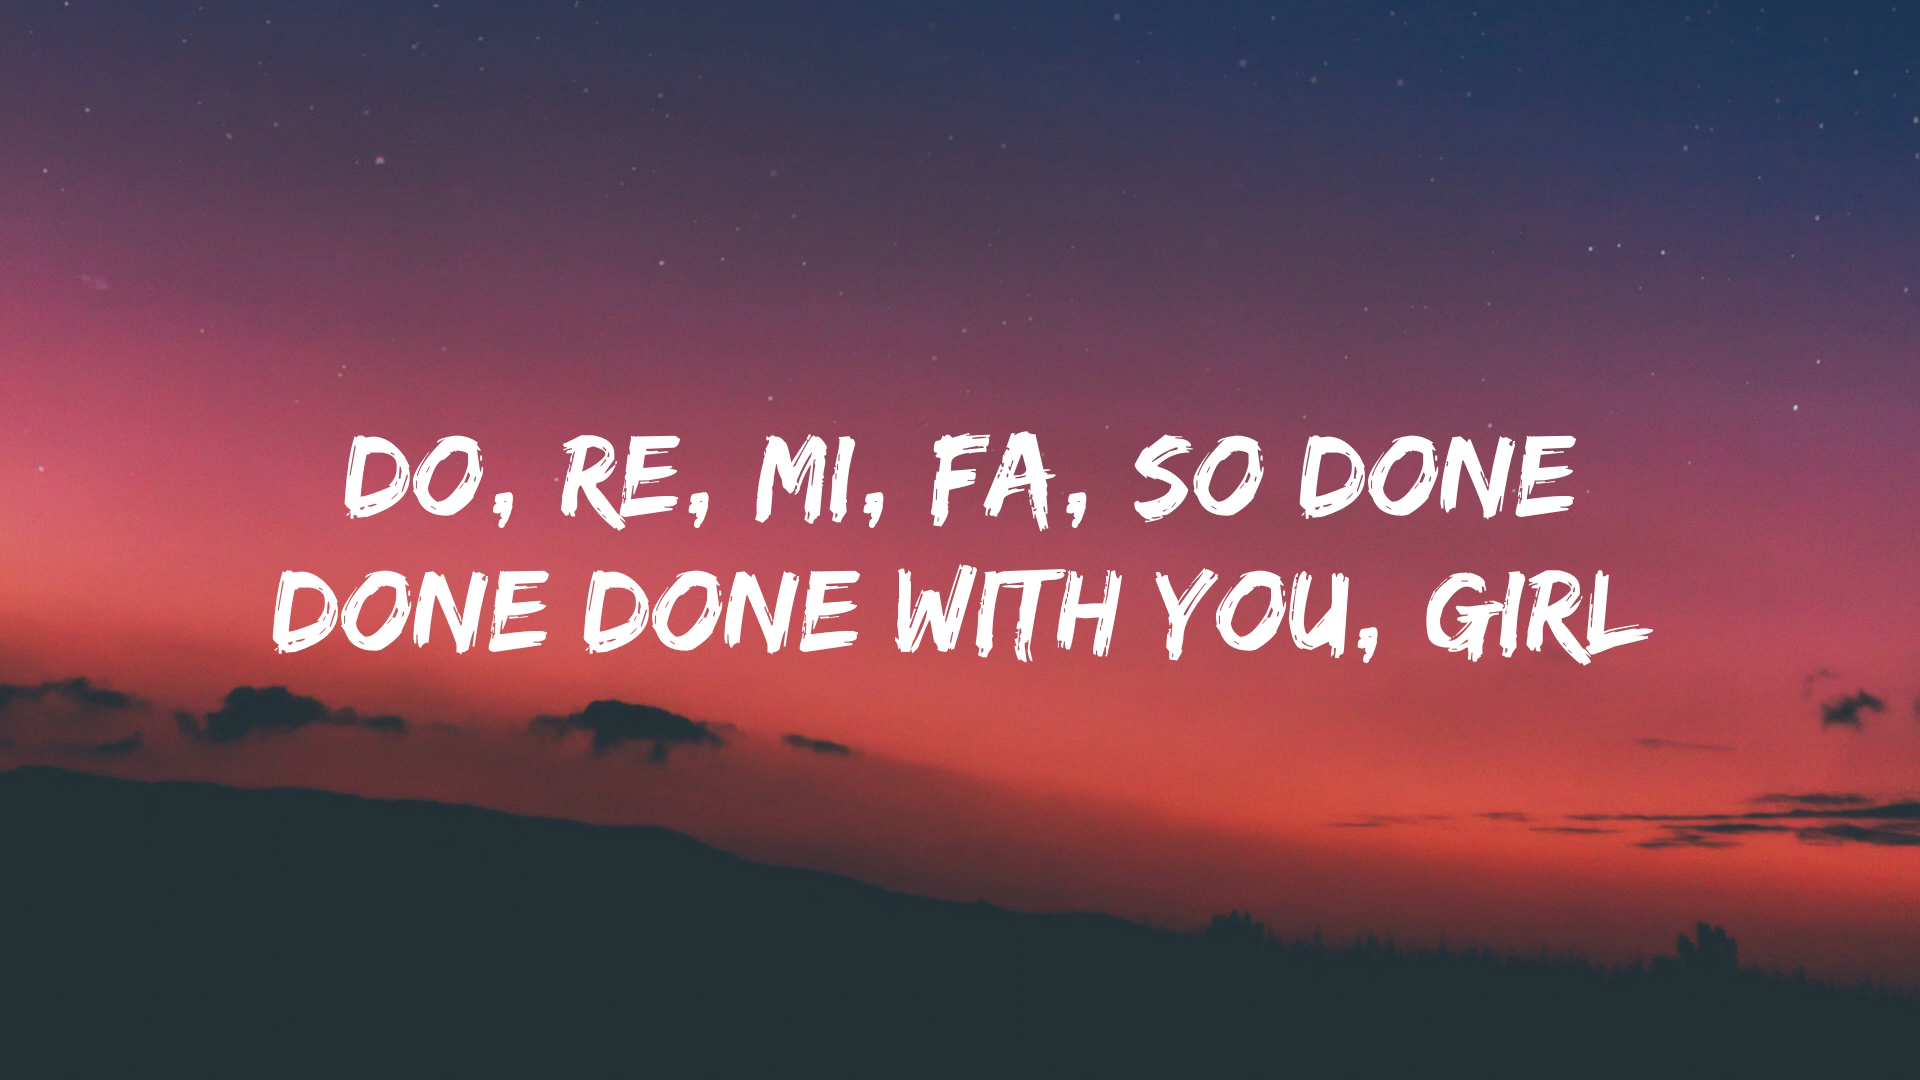 DO, RE, MI, FA, SO DONE
DONE DONE WITH YOU, GIRL